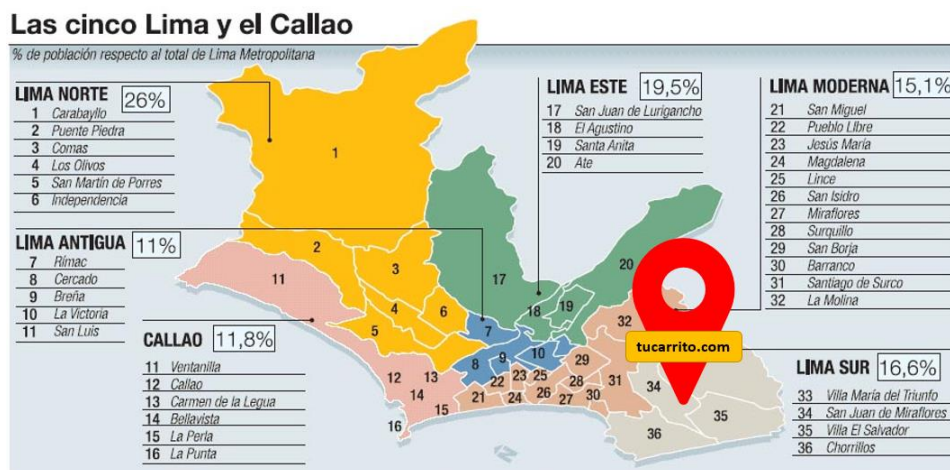 Las cinco Lima y el Callao
% de población respecto al total de Lima Metropolitana
LIMA NORTE 26%
1 Carabayllo
2 Puente Piedra
3 Comas
4 Los Olivos
5 San Martín de Porres
6 Independencia
LIMA ANTIGUA 11%
7 Rímac
8 Cercado
9 Breña
10 La Victoria
11 San Luis
CALLAO 11,8%
11 Ventanilla
12 Callao
13 Carmen de la Legua
14 Bellavista
15 La Perla
16 La Punta
LIMA ESTE 19,5%
17 San Juan de Lurigancho
18 El Agustino
19 Santa Anita
20 Ate
LIMA MODERNA 15,1%
21 San Miguel
22 Pueblo LIbre
23 Jesús María
24 Magdalena
25 Lince
26 San Isidro
27 Miraflores
28 Surquillo
29 San Borja
30 Barranco
31 Santiago de Surco
32 La Molina
LIMA SUR 16,6%
33 Villa María del Triunfo
34 San Juan de Miraflores
35 Villa El Salvador
36 Chorrillos
1
2
3
11
4
6
5
17
20
18
19
32
7
tucarrito.com
8
9
10
29
12
13
22
23
25
28
31
34
14
21
24
26
27
30
15
35
16
36